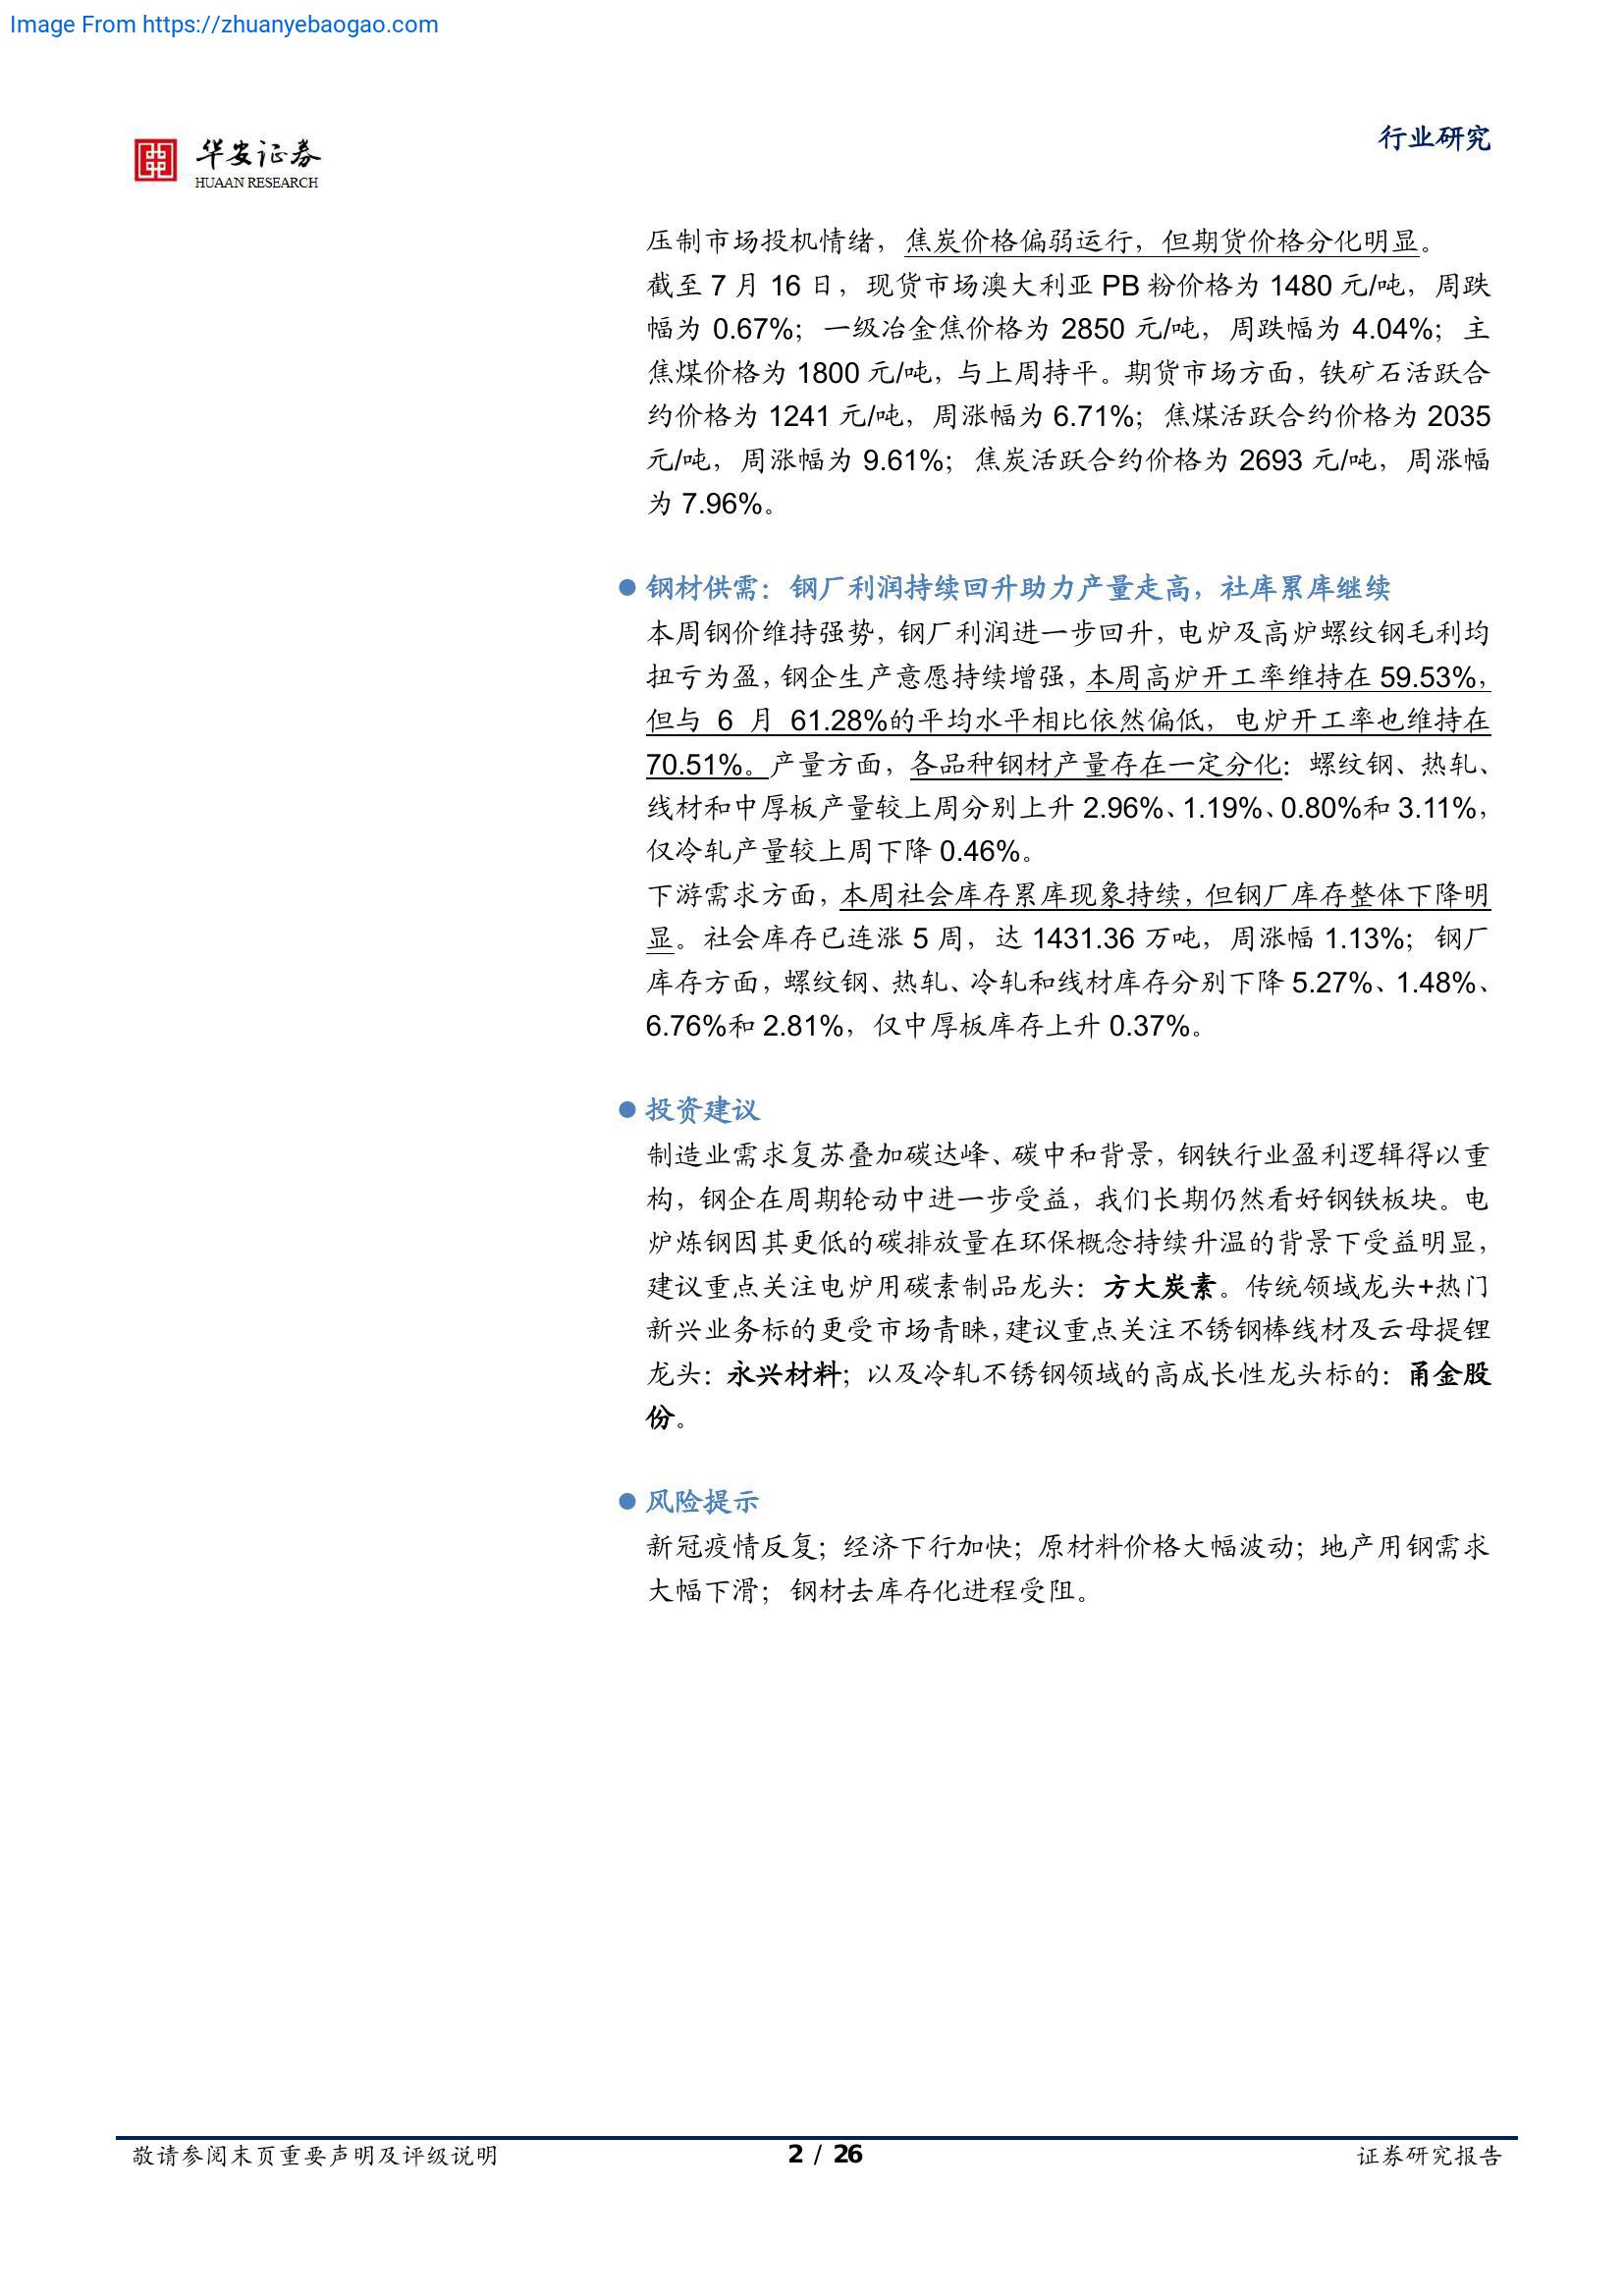 Image From https://zhuanyebaogao.com
华安证券
HUAAN RESEARCH
行业研究
压制市场投机情绪，焦炭价格偏弱运行，但期货价格分化明显。
截至 7 月 16 日，现货市场澳大利亚 PB 粉价格为 1480 元/吨，周跌
幅为 0.67%；一级冶金焦价格为 2850 元/吨，周跌幅为 4.04%；主
焦煤价格为 1800 元/吨，与上周持平。期货市场方面，铁矿石活跃合
约价格为 1241 元/吨，周涨幅为 6.71%；焦煤活跃合约价格为 2035
元/吨，周涨幅为 9.61%；焦炭活跃合约价格为 2693 元/吨，周涨幅
为 7.96%。
● 钢材供需：钢厂利润持续回升助力产量走高，社库累库继续
本周钢价维持强势，钢厂利润进一步回升，电炉及高炉螺纹钢毛利均
扭亏为盈，钢企生产意愿持续增强，本周高炉开工率维持在 59.53%，
但与 6 月 61.28%的平均水平相比依然偏低，电炉开工率也维持在
70.51%。产量方面，各品种钢材产量存在一定分化：螺纹钢、热轧、
线材和中厚板产量较上周分别上升 2.96%、1.19%、0.80%和 3.11%，
仅冷轧产量较上周下降 0.46%。
下游需求方面，本周社会库存累库现象持续，但钢厂库存整体下降明
显。社会库存已连涨 5 周，达 1431.36 万吨，周涨幅 1.13%；钢厂
库存方面，螺纹钢、热轧、冷轧和线材库存分别下降 5.27%、1.48%、
6.76%和 2.81%，仅中厚板库存上升 0.37%。
● 投资建议
制造业需求复苏叠加碳达峰、碳中和背景，钢铁行业盈利逻辑得以重
构，钢企在周期轮动中进一步受益，我们长期仍然看好钢铁板块。电
炉炼钢因其更低的碳排放量在环保概念持续升温的背景下受益明显，
建议重点关注电炉用碳素制品龙头：方大炭素。传统领域龙头+热门
新兴业务标的更受市场青睐，建议重点关注不锈钢棒线材及云母提锂
龙头：永兴材料；以及冷轧不锈钢领域的高成长性龙头标的：甬金股
份。
● 风险提示
新冠疫情反复；经济下行加快；原材料价格大幅波动；地产用钢需求
大幅下滑；钢材去库存化进程受阻。
敬请参阅末页重要声明及评级说明
2 / 26
证券研究报告